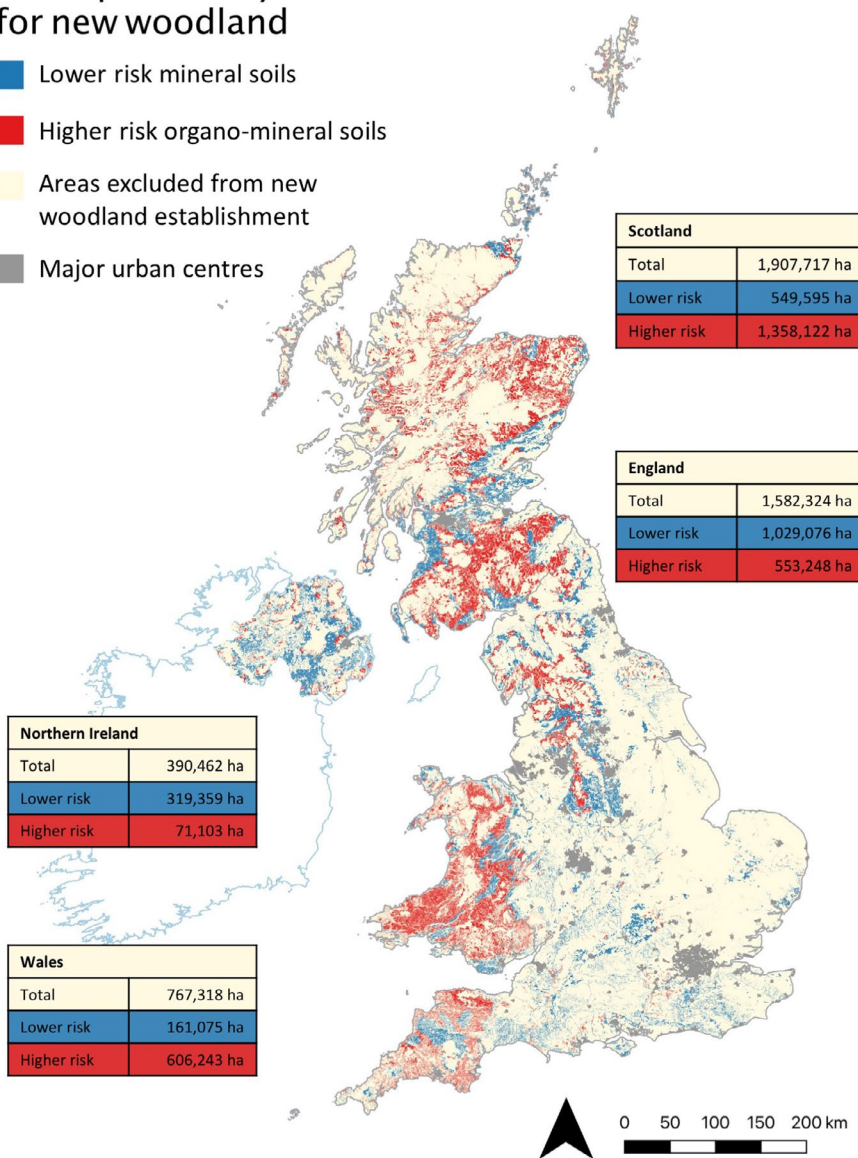 for new woodland
Lower risk mineral soils
Higher risk organo-mineral soils
Areas excluded from new
woodland establishment
Major urban centres
Scotland
Total 1,907,717 ha
Lower risk 549,595 ha
Higher risk 1,358,122 ha
England
Total 1,582,324 ha
Lower risk 1,029,076 ha
Higher risk 553,248 ha
Northern Ireland
Total 390,462 ha
Lower risk 319,359 ha
Higher risk 71,103 ha
Wales
Total 767,318 ha
Lower risk 161,075 ha
Higher risk 606,243 ha
0 50 100 150 200 km